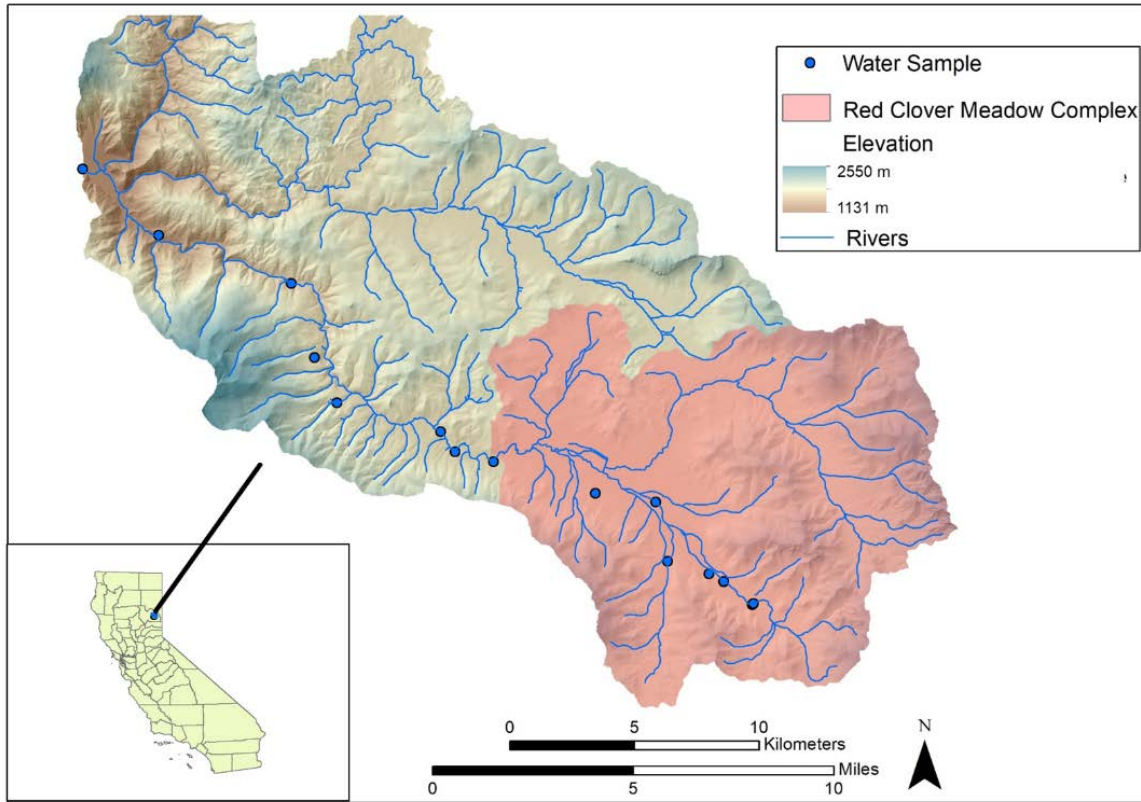 Water Sample
Red Clover Meadow Complex
Elevation
2550 m
1131 m
Rivers
N
0 5 10
Kilometers
Miles
0 5 10